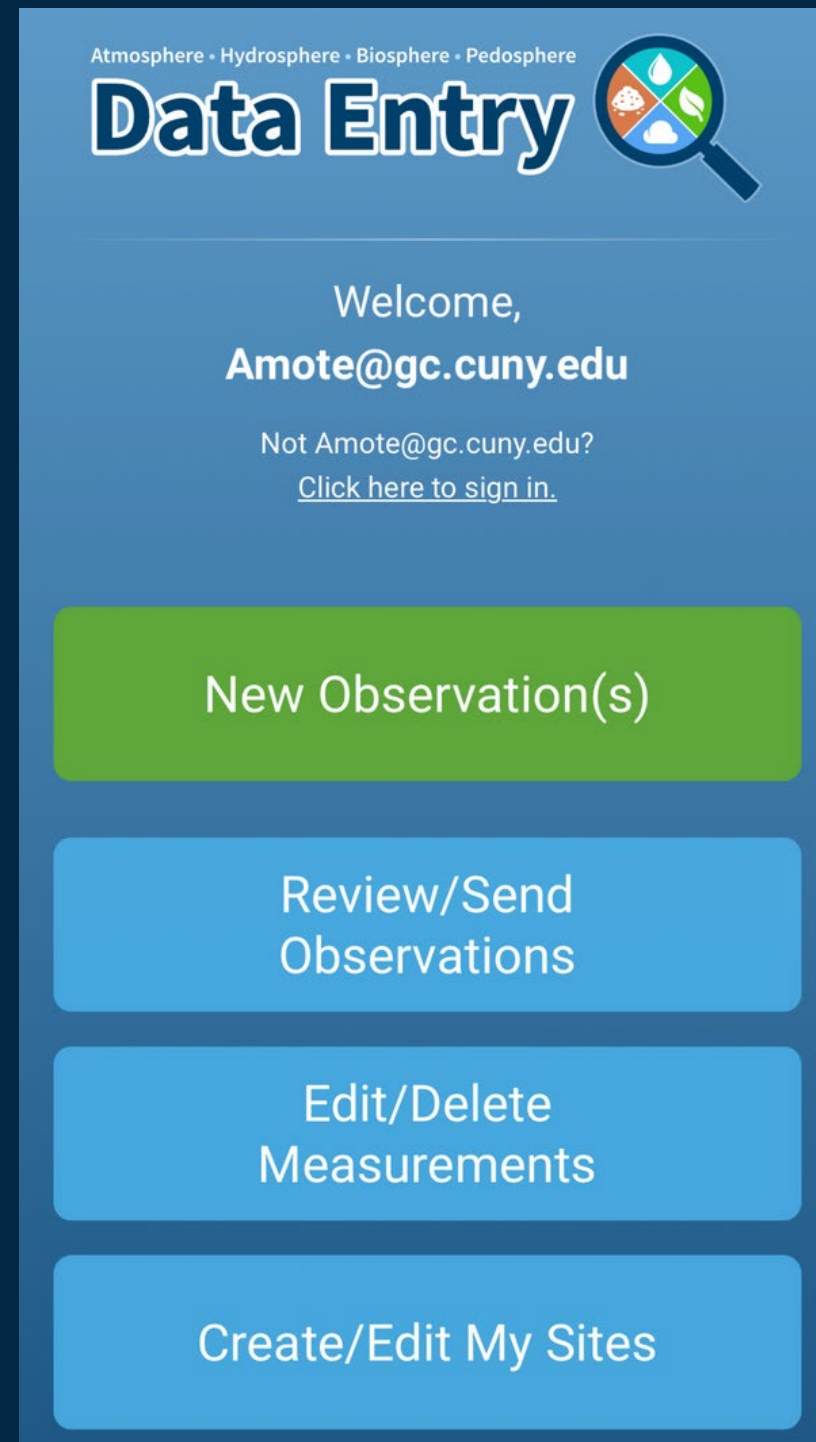 Atmosphere • Hydrosphere • Biosphere • Pedosphere
Data Entry
Welcome,
Amote@gc.cuny.edu
Not Amote@gc.cuny.edu?
Click here to sign in.
New Observation(s)
Review/Send
Observations
Edit/Delete
Measurements
Create/Edit My Sites